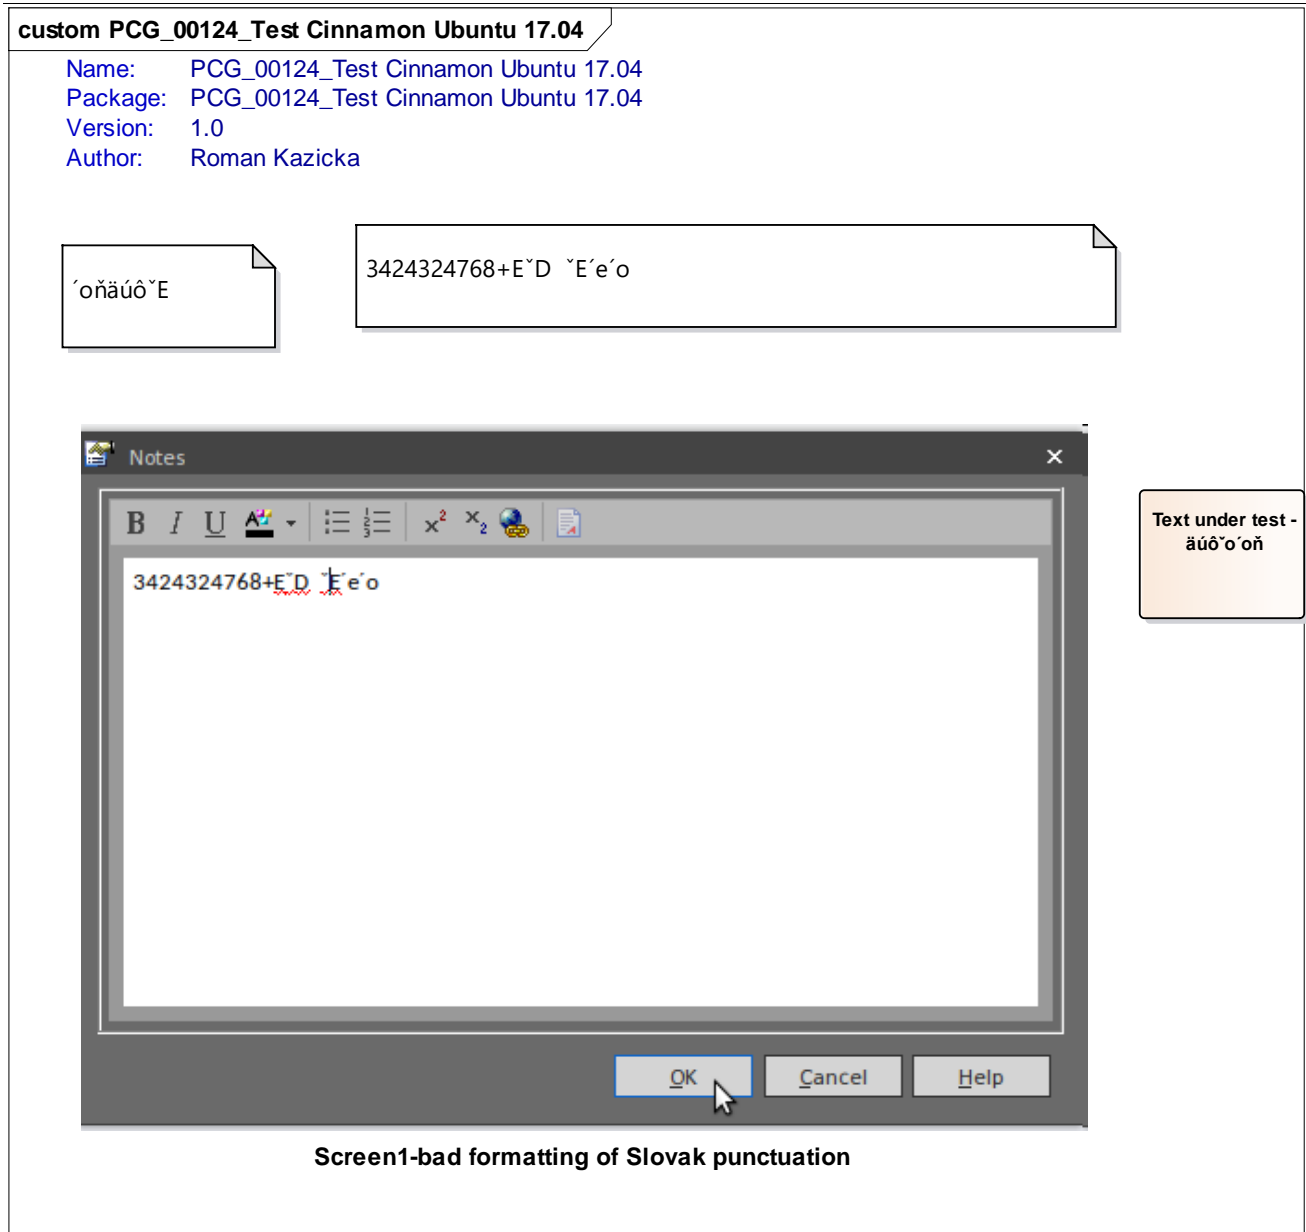 custom PCG_00124_Test Cinnamon Ubuntu 17.04
Name: PCG_00124_Test Cinnamon Ubuntu 17.04
Package: PCG_00124_Test Cinnamon Ubuntu 17.04
Version: 1.0
Author: Roman Kazicka
´oňäúôˇE
3424324768+EˇD ˇE´e´o
Notes
B I U A x² x₂
3424324768+EˇD ˇE´e´o
OK Cancel Help
Text under test -
äúôˇo´oň
Screen1-bad formatting of Slovak punctuation